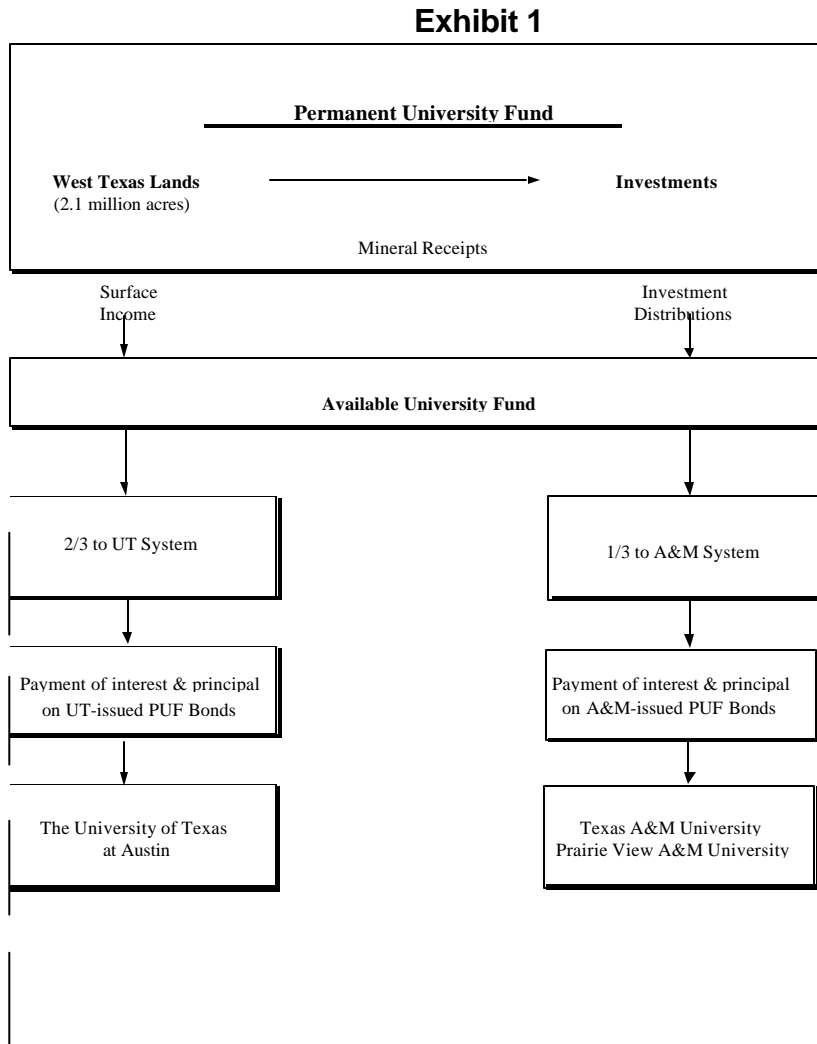 Exhibit 1
Permanent University Fund
West Texas Lands
(2.1 million acres)
Investments
Mineral Receipts
Surface
Income
Investment
Distributions
Available University Fund
2/3 to UT System
1/3 to A&M System
Payment of interest & principal
on UT-issued PUF Bonds
Payment of interest & principal
on A&M-issued PUF Bonds
The University of Texas
at Austin
Texas A&M University
Prairie View A&M University